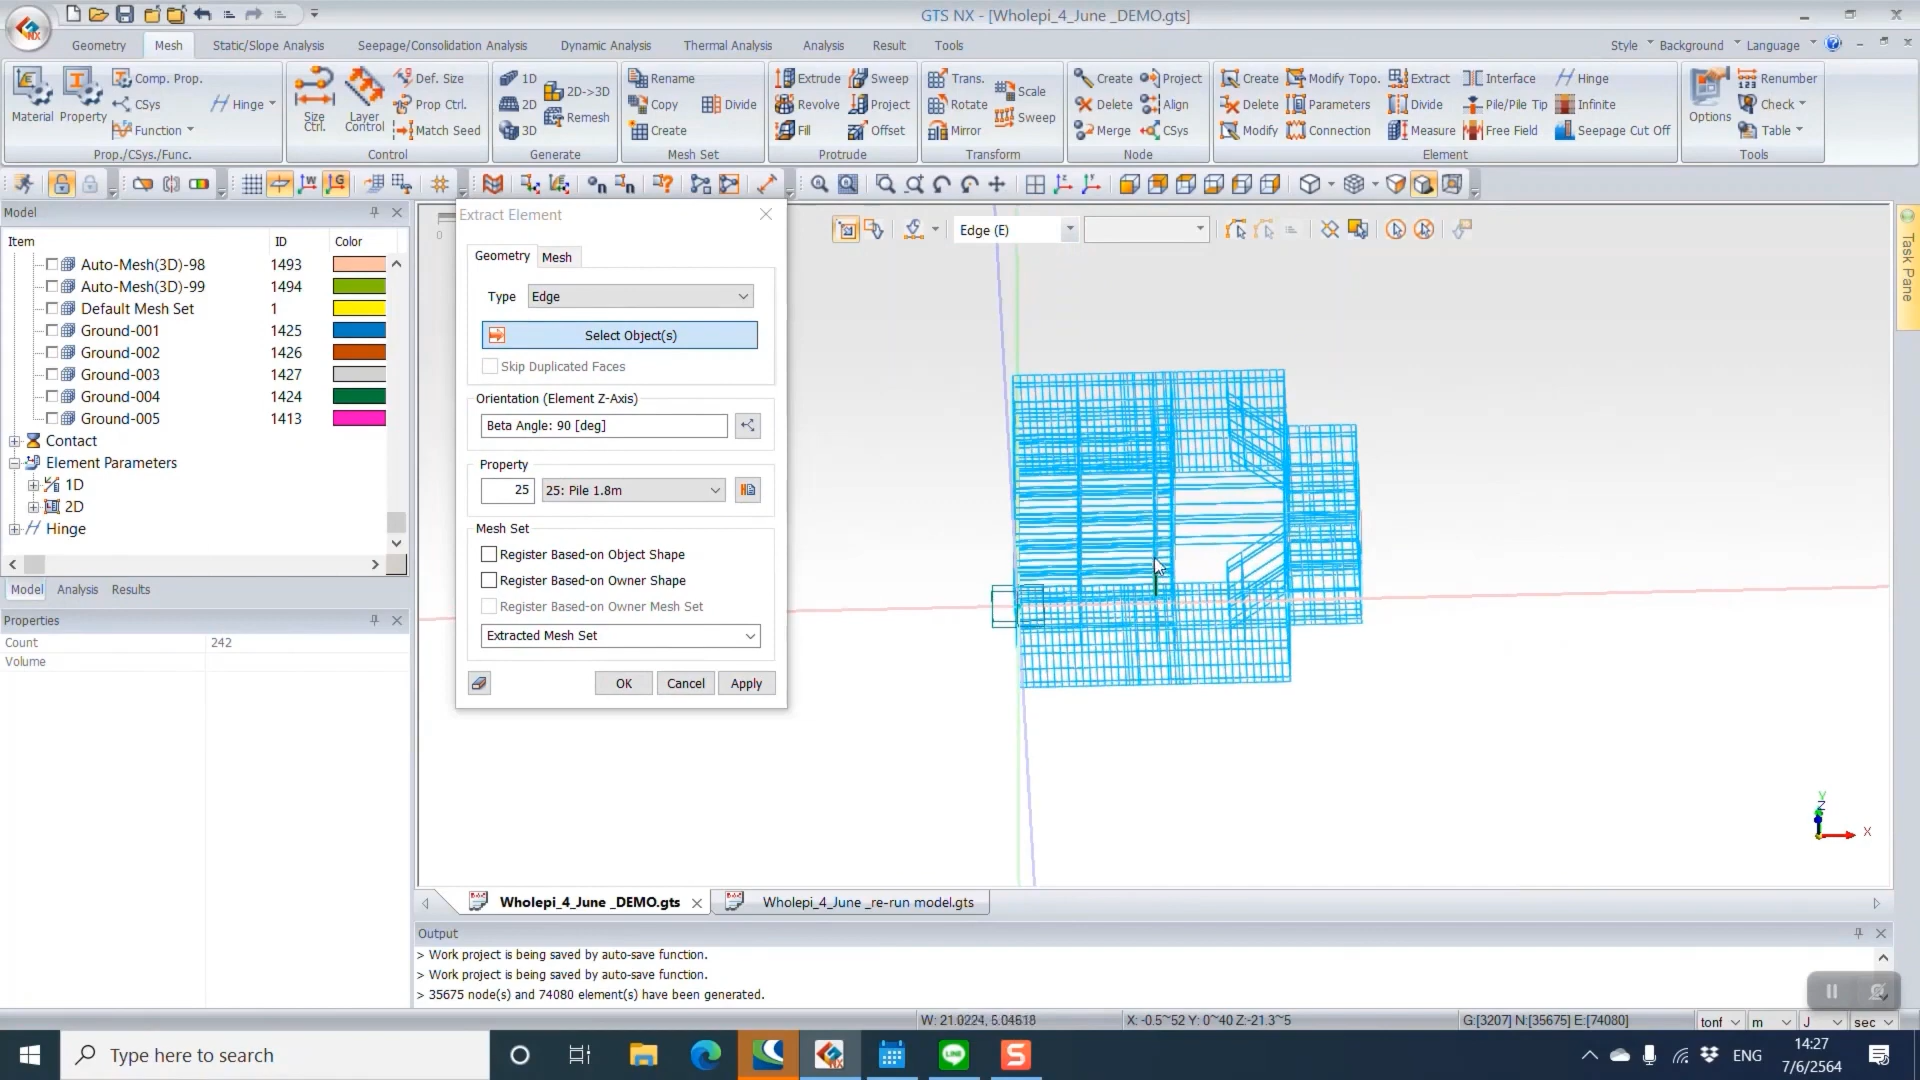 GTS NX - [Wholepi_4_June _DEMO.gts]
Geometry Mesh Static/Slope Analysis Seepage/Consolidation Analysis Dynamic Analysis Thermal Analysis Analysis Result Tools Style Background Language
Material Property Comp. Prop. CSys Function Hinge
Prop./CSys./Func.
Size Ctrl. Layer Control Def. Size Prop Ctrl. Match Seed
Control
1D 2D 3D 2D->3D Remesh
Generate
Rename Copy Create Divide
Mesh Set
Extrude Revolve Fill Sweep Project Offset
Protrude
Trans. Rotate Mirror Scale Sweep
Transform
Create Delete Merge Project Align CSys
Node
Create Delete Modify Modify Topo. Parameters Connection Extract Divide Measure Interface Pile/Pile Tip Free Field Hinge Infinite Seepage Cut Off
Element
Options Renumber Check Table
Tools
Model
Item ID Color
Auto-Mesh(3D)-98 1493
Auto-Mesh(3D)-99 1494
Default Mesh Set 1
Ground-001 1425
Ground-002 1426
Ground-003 1427
Ground-004 1424
Ground-005 1413
Contact
Element Parameters
1D
2D
Hinge
Model Analysis Results
Properties
Count 242
Volume
Extract Element
Geometry Mesh
Type Edge
Select Object(s)
Skip Duplicated Faces
Orientation (Element Z-Axis)
Beta Angle: 90 [deg]
Property
25 25: Pile 1.8m
Mesh Set
Register Based-on Object Shape
Register Based-on Owner Shape
Register Based-on Owner Mesh Set
Extracted Mesh Set
OK Cancel Apply
0
Edge (E)
Task Pane
Y
Z
X
Wholepi_4_June _DEMO.gts Wholepi_4_June _re-run model.gts
Output
> Work project is being saved by auto-save function.
> Work project is being saved by auto-save function.
> 35675 node(s) and 74080 element(s) have been generated.
W: 21.0224, 5.04618 X: -0.5~52 Y: 0~40 Z:-21.3~5 G:[3207] N:[35675] E:[74080] tonf m J sec
Type here to search
ENG
14:27
7/6/2564